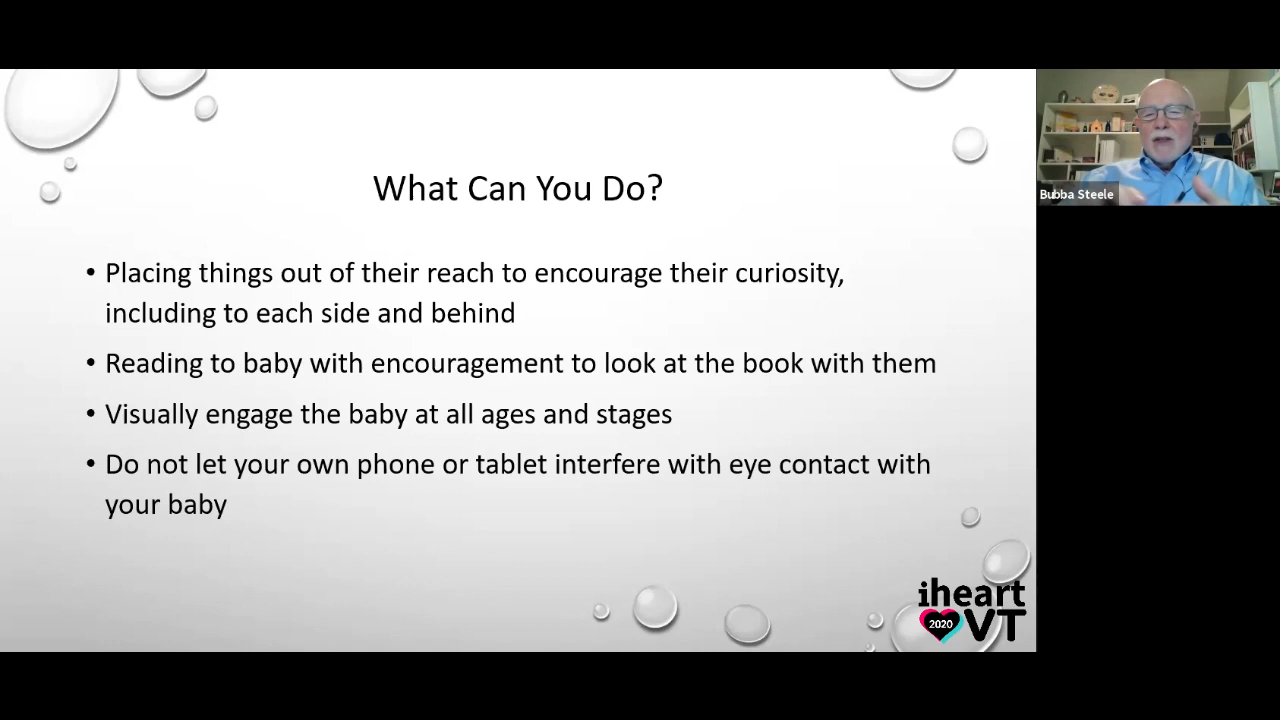 What Can You Do?
• Placing things out of their reach to encourage their curiosity,
including to each side and behind
• Reading to baby with encouragement to look at the book with them
• Visually engage the baby at all ages and stages
• Do not let your own phone or tablet interfere with eye contact with
your baby
Bubba Steele
iheart
2020 VT